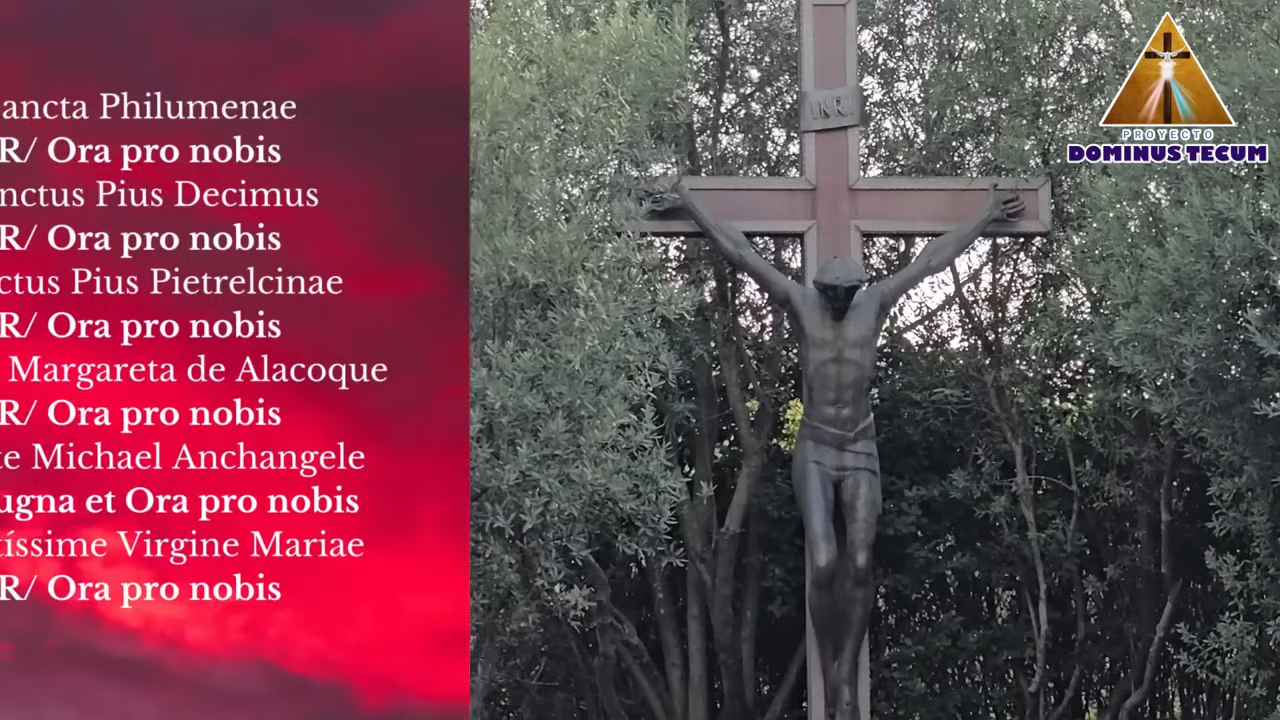 ancta Philumenae
R/ Ora pro nobis
nctus Pius Decimus
R/ Ora pro nobis
ctus Pius Pietrelcinae
R/ Ora pro nobis
Margareta de Alacoque
R/ Ora pro nobis
te Michael Anchangele
ugna et Ora pro nobis
tíssime Virgine Mariae
R/ Ora pro nobis
INRI
PROYECTO
DOMINUS TECUM